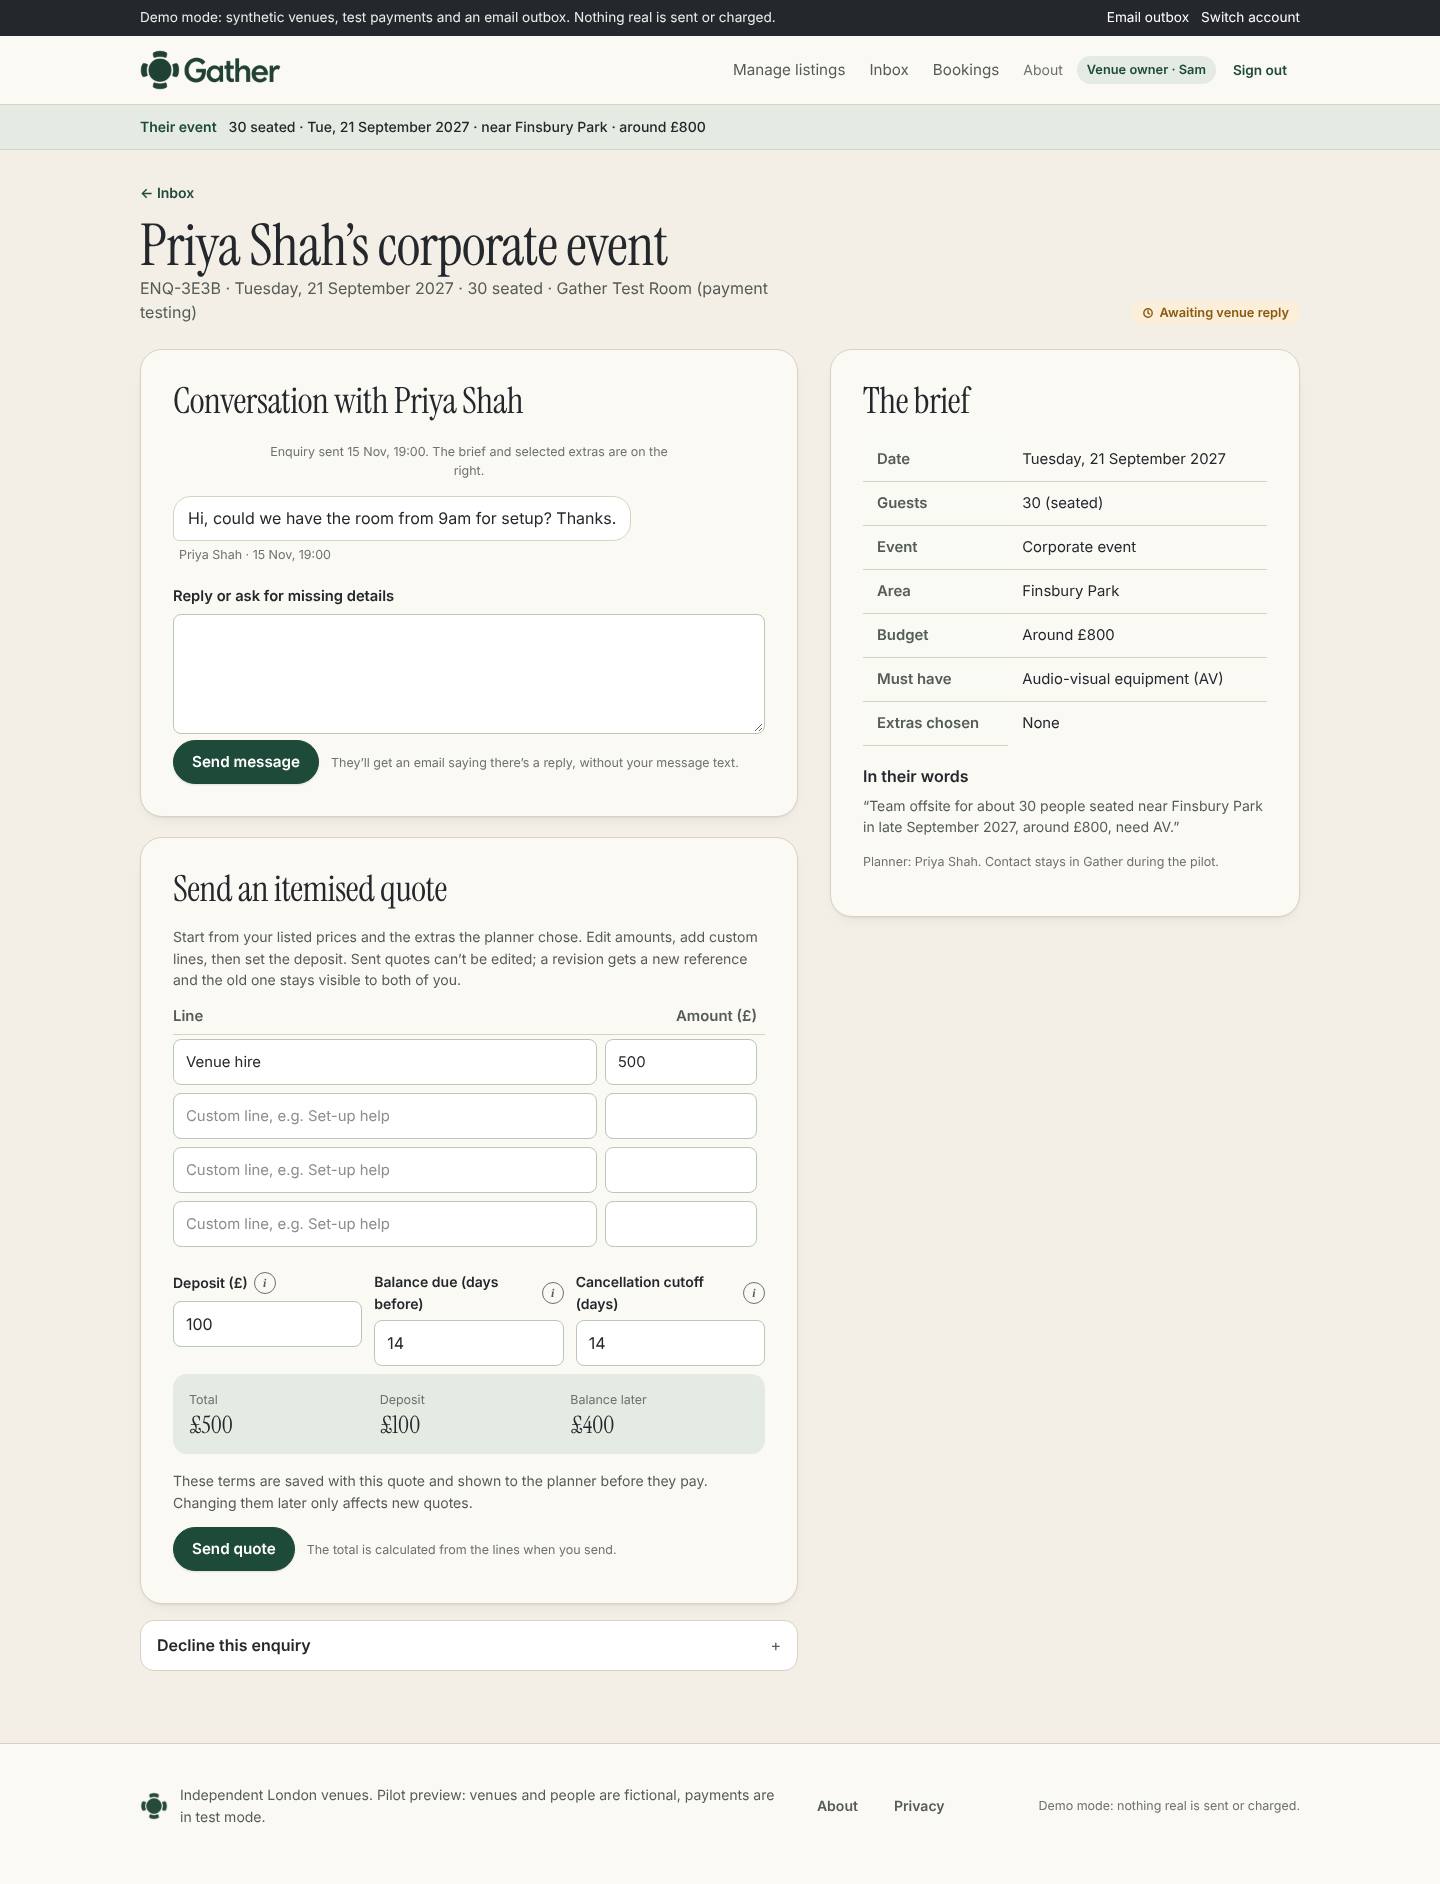 Demo mode: synthetic venues, test payments and an email outbox. Nothing real is sent or charged.
Email outbox Switch account
Gather
Manage listings Inbox Bookings About Venue owner · Sam Sign out
Their event 30 seated · Tue, 21 September 2027 · near Finsbury Park · around £800
← Inbox
Priya Shah’s corporate event
ENQ-3E3B · Tuesday, 21 September 2027 · 30 seated · Gather Test Room (payment
testing)
Awaiting venue reply
Conversation with Priya Shah
Enquiry sent 15 Nov, 19:00. The brief and selected extras are on the
right.
Hi, could we have the room from 9am for setup? Thanks.
Priya Shah · 15 Nov, 19:00
Reply or ask for missing details
Send message They’ll get an email saying there’s a reply, without your message text.
The brief
Date Tuesday, 21 September 2027
Guests 30 (seated)
Event Corporate event
Area Finsbury Park
Budget Around £800
Must have Audio-visual equipment (AV)
Extras chosen None
In their words
“Team offsite for about 30 people seated near Finsbury Park
in late September 2027, around £800, need AV.”
Planner: Priya Shah. Contact stays in Gather during the pilot.
Send an itemised quote
Start from your listed prices and the extras the planner chose. Edit amounts, add custom
lines, then set the deposit. Sent quotes can’t be edited; a revision gets a new reference
and the old one stays visible to both of you.
Line Amount (£)
Venue hire 500
Custom line, e.g. Set-up help
Custom line, e.g. Set-up help
Custom line, e.g. Set-up help
Deposit (£) i
Balance due (days
before) i
Cancellation cutoff
(days) i
100 14 14
Total Deposit Balance later
£500 £100 £400
These terms are saved with this quote and shown to the planner before they pay.
Changing them later only affects new quotes.
Send quote The total is calculated from the lines when you send.
Decline this enquiry +
Independent London venues. Pilot preview: venues and people are fictional, payments are
in test mode.
About Privacy
Demo mode: nothing real is sent or charged.